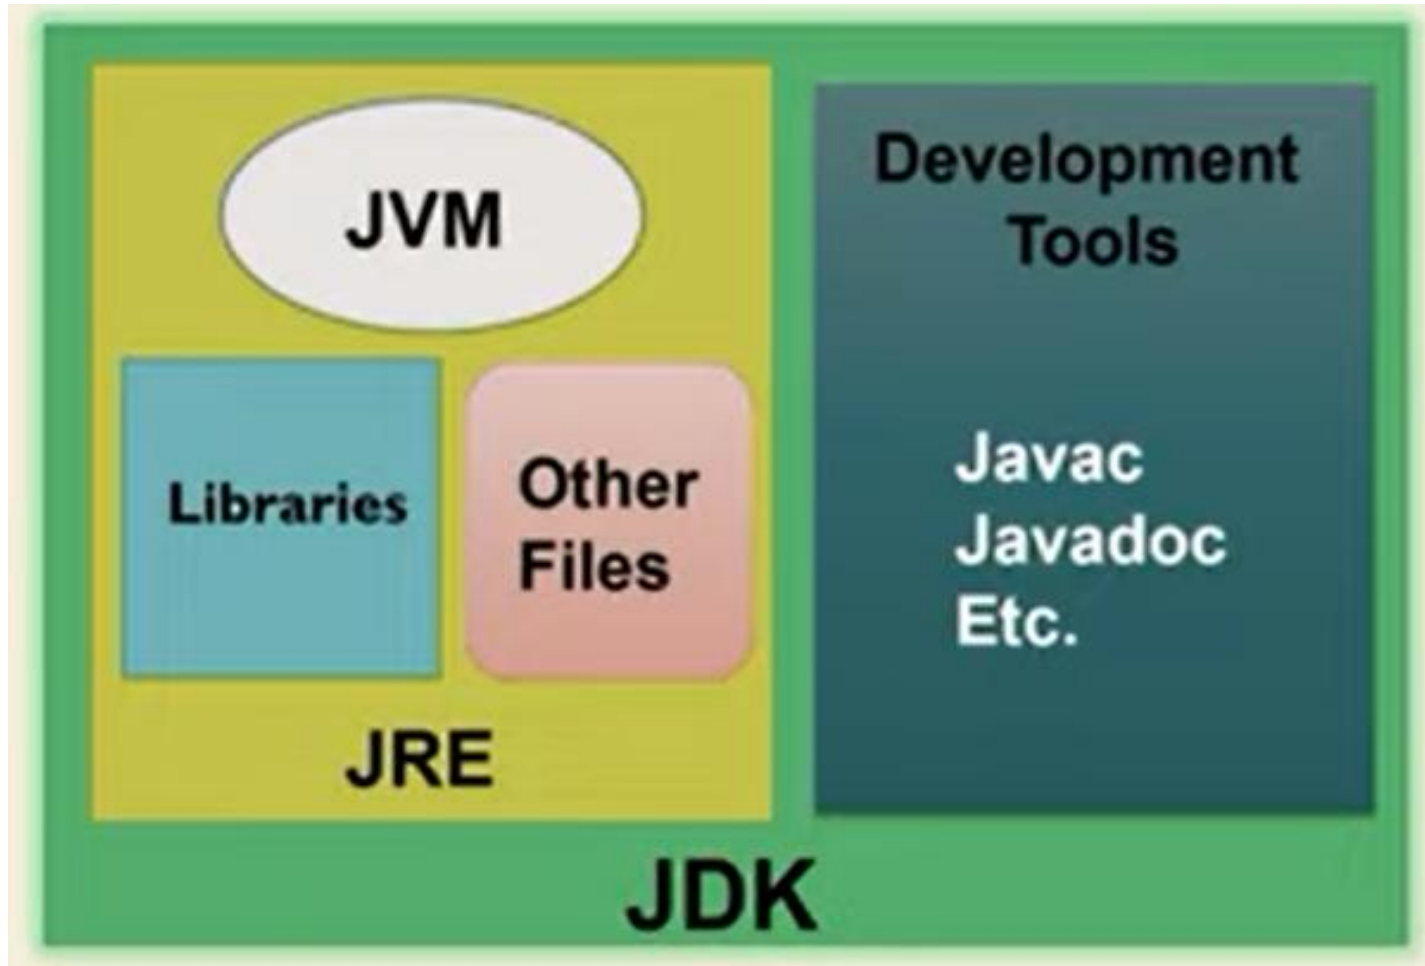 JVM
Libraries
Other
Files
JRE
Development
Tools
Javac
Javadoc
Etc.
JDK